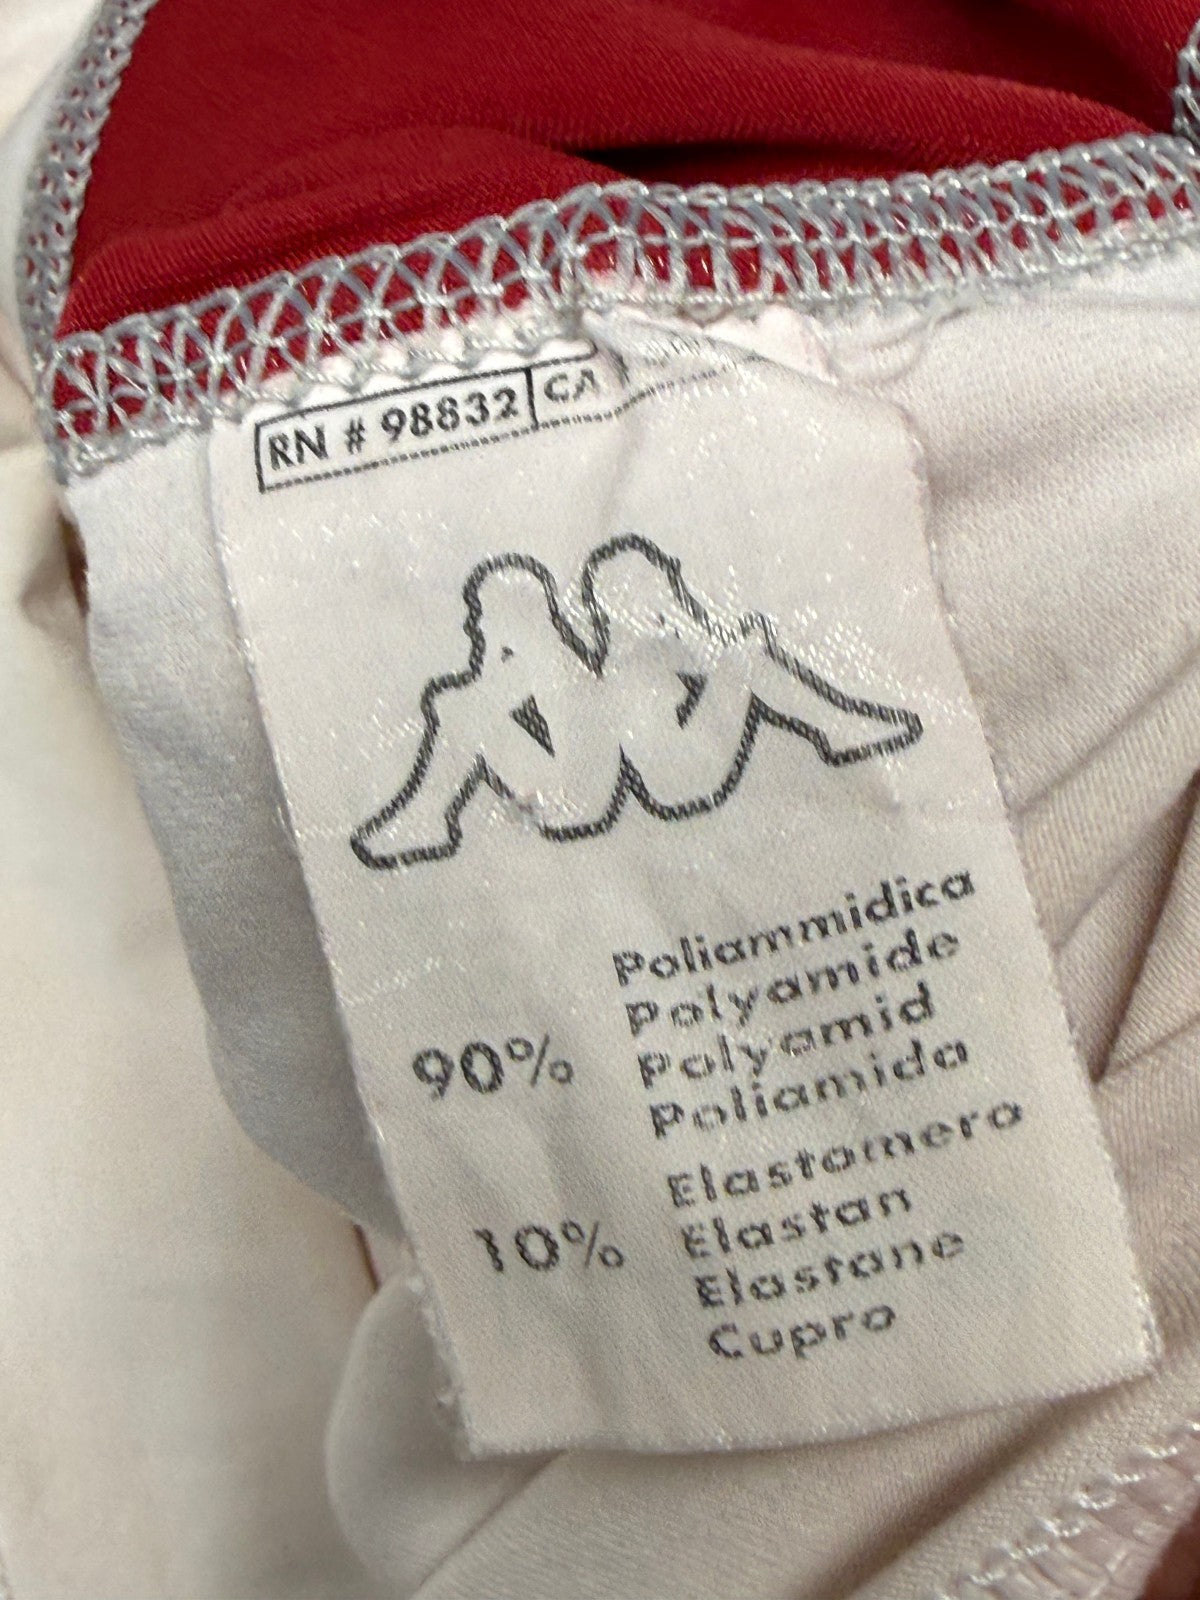 RN # 98832 CA
Poliammidica
Polyamide
90% Polyamid
Poliamida
Elastomero
10% Elastan
Elastane
Cupro